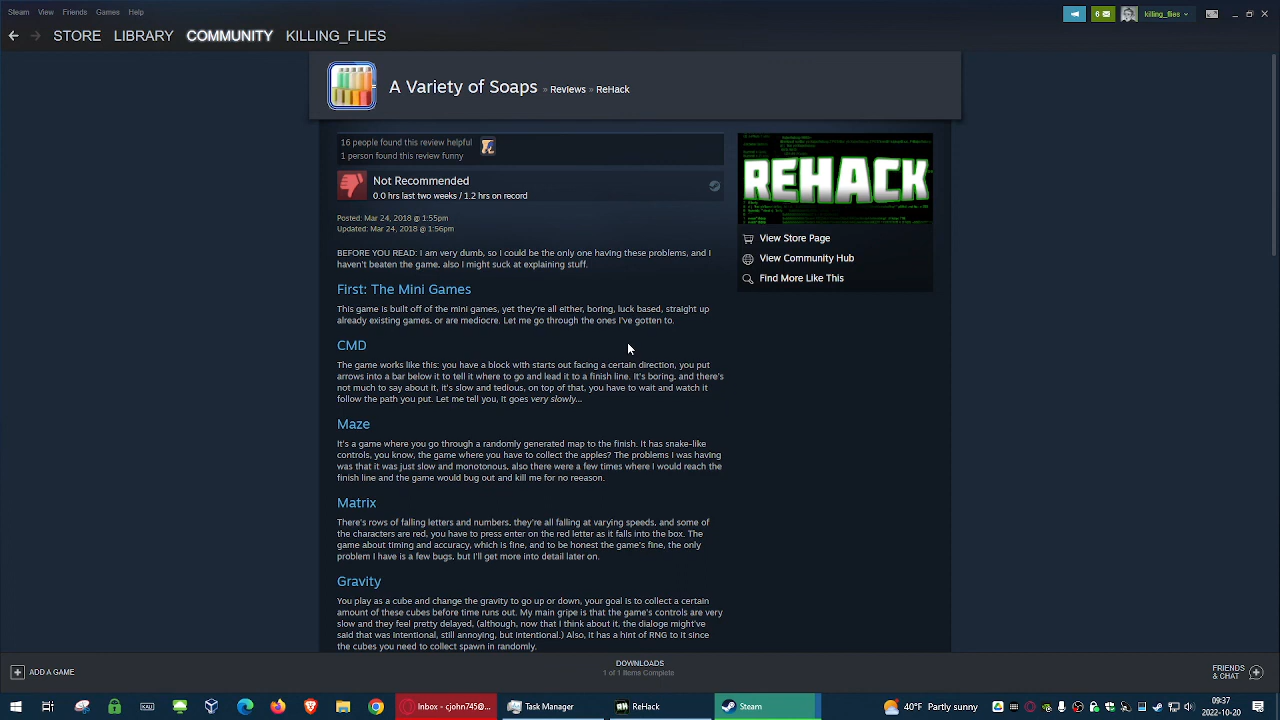 Steam View Friends Games Help
6 killing_flies
STORE LIBRARY COMMUNITY KILLING_FLIES
A Variety of Soaps » Reviews » ReHack
16 people found this review helpful
1 person found this review funny
Not Recommended
0.0 hrs last two weeks / 1.2 hrs on record
Posted: Mar 24, 2018 @ 1:55pm
Updated: Mar 24, 2018 @ 1:56pm
BEFORE YOU READ: I am very dumb, so I could be the only one having these problems, and I
haven't beaten the game. also I might suck at explaining stuff.
First: The Mini Games
This game is built off of the mini games, yet they're all either, boring, luck based, straight up
already existing games. or are mediocre. Let me go through the ones I've gotten to.
CMD
The game works like this: you have a block with starts out facing a certain direction, you put
arrows into a bar below it to tell it where to go and lead it to a finish line. It's boring, and there's
not much to say about it, it's slow and tedious, on top of that, you have to wait and watch it
follow the path you put. Let me tell you, it goes very slowly...
Maze
It's a game where you go through a randomly generated map to the finish. It has snake-like
controls, you know, the game where you have to collect the apples? The problems I was having
was that it was just slow and monotonous. also there were a few times where I would reach the
finish line and the game would bug out and kill me for no reeason.
Matrix
There's rows of falling letters and numbers. they're all falling at varying speeds, and some of
the characters are red, you have to press enter on the red letter as it falls into the box. The
game about timing and accuracy, which is fine, and to be honest the game's fine, the only
problem I have is a few bugs, but I'll get more into detail later on.
Gravity
You play as a cube and change the gravity to go up or down, your goal is to collect a certain
amount of these cubes before time runs out. My main gripe is that the game's controls are very
slow and they feel pretty delayed, (although, now that I think about it, the dialoge might've
said that was intentional, still annoying, but intentional.) Also, it has a hint of RNG to it since
the cubes you need to collect spawn in randomly.
REHACK
View Store Page
View Community Hub
Find More Like This
ADD A GAME
DOWNLOADS
1 of 1 Items Complete
FRIENDS
& CHAT
Inbox - cjohn7450@... Task Manager ReHack Steam
40°F Partly sunny
09:37
2022-10-20